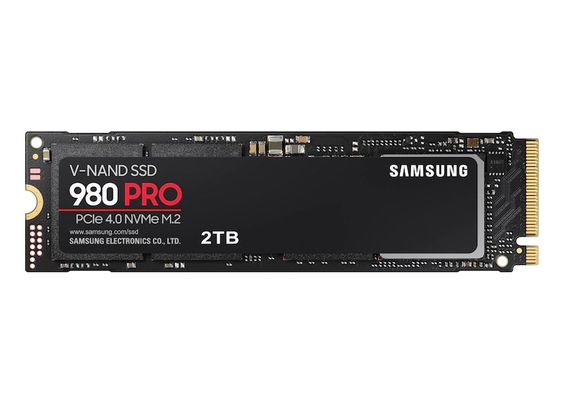 V-NAND SSD
980 PRO
PCIe 4.0 NVMe M.2
www.samsung.com/ssd
SAMSUNG ELECTRONICS CO., LTD.
2TB
SAMSUNG